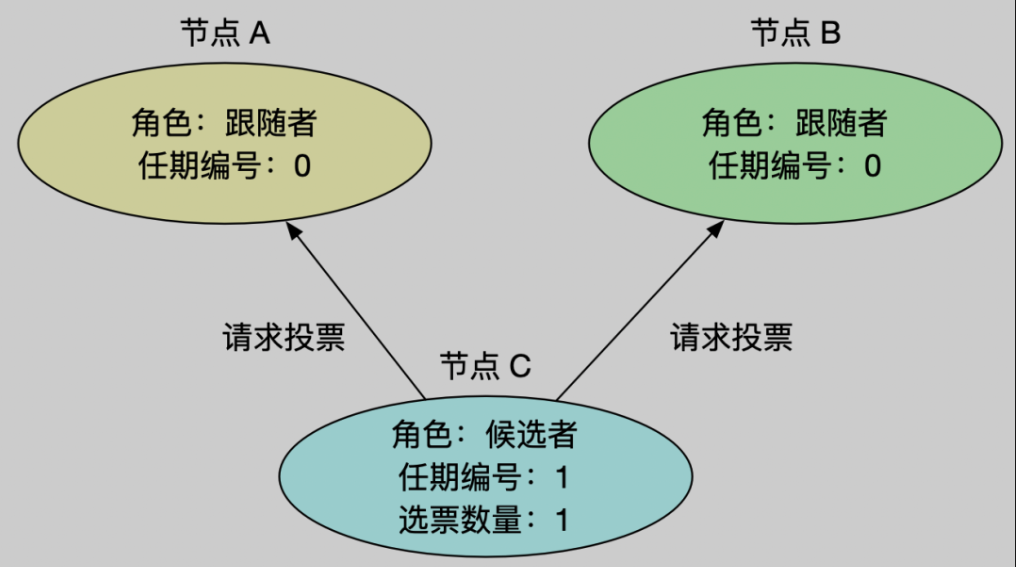 节点 A
节点 B
角色：跟随者
任期编号：0
角色：跟随者
任期编号：0
请求投票
请求投票
节点 C
角色：候选者
任期编号：1
选票数量：1